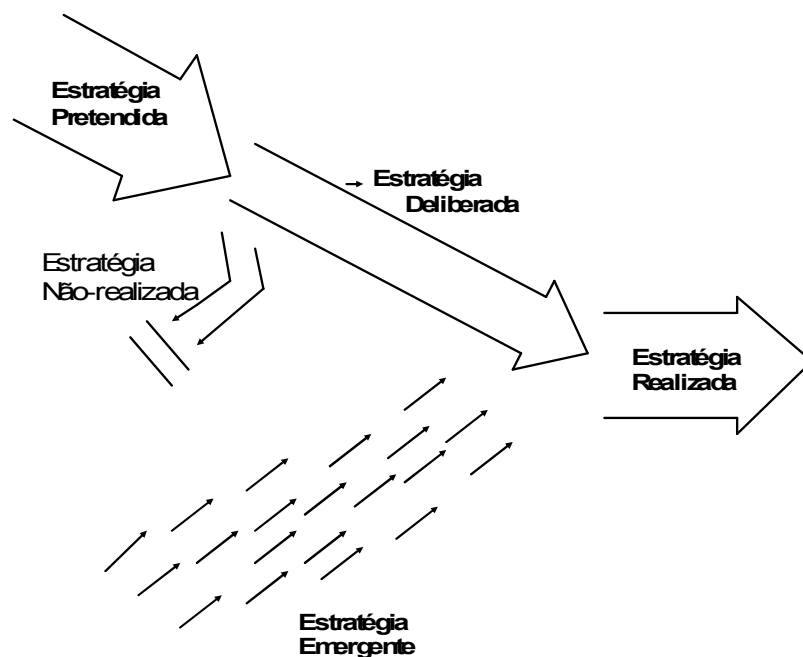 Estratégia
Pretendida
Estratégia
Deliberada
Estratégia
Não-realizada
Estratégia
Realizada
Estratégia
Emergente